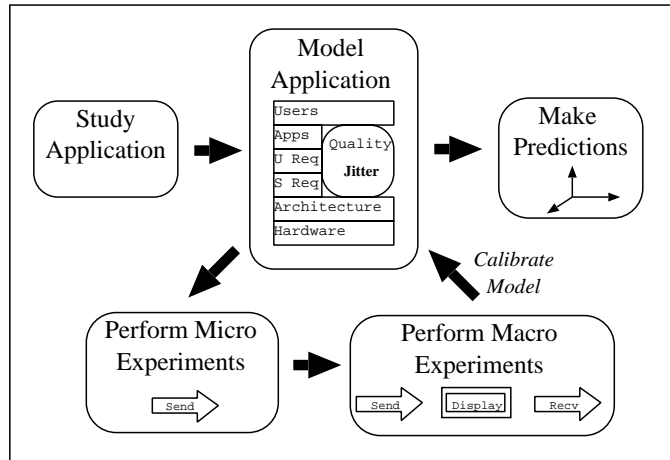 Model
Application
Users
Apps
U Req
S Req
Quality
Jitter
Architecture
Hardware
Study
Application
Make
Predictions
Calibrate
Model
Perform Micro
Experiments
Send
Perform Macro
Experiments
Send
Display
Recv